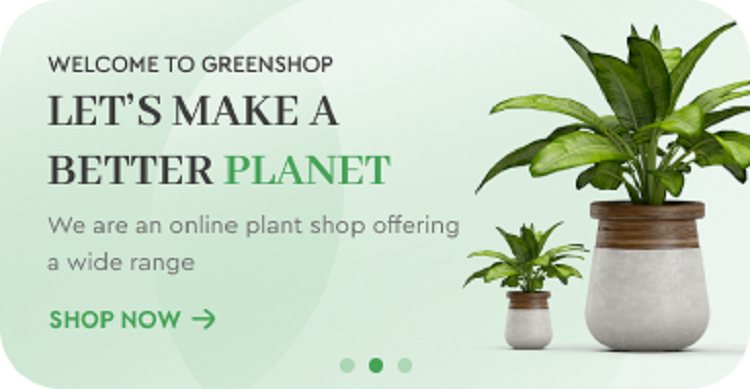 WELCOME TO GREENSHOP
LET’S MAKE A
BETTER PLANET
We are an online plant shop offering
a wide range
SHOP NOW →